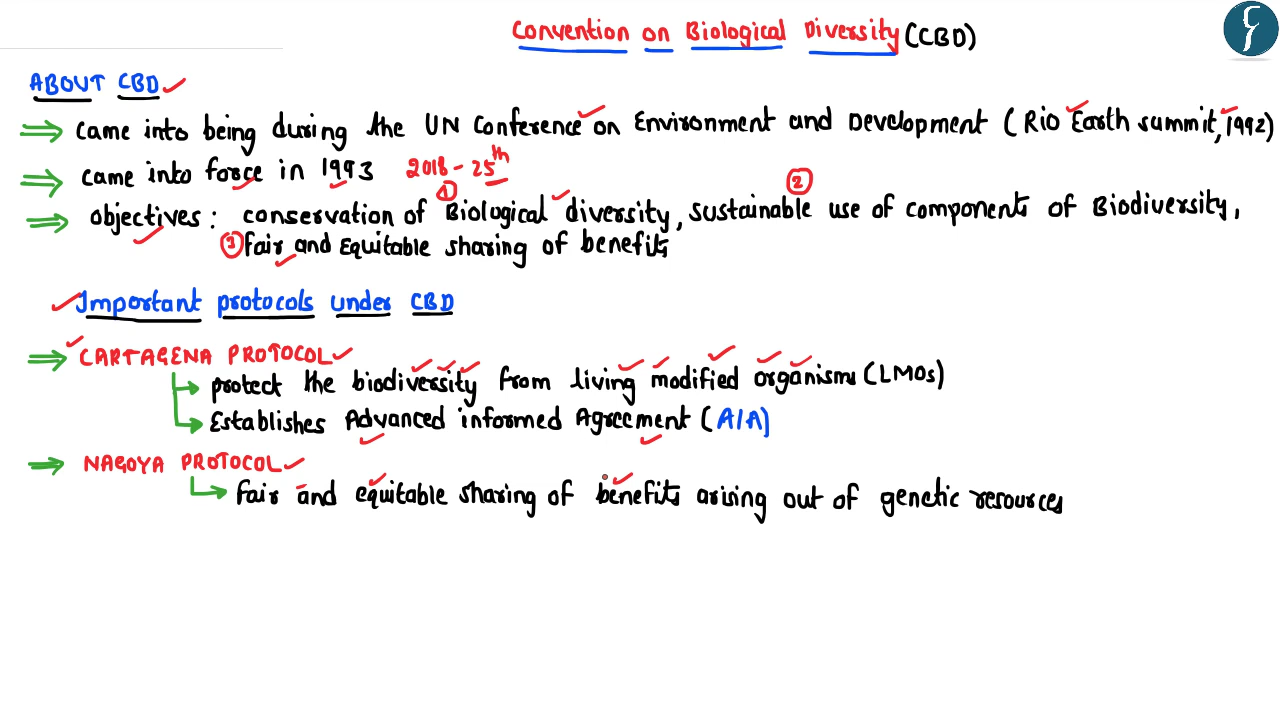 Convention on Biological Diversity (CBD)
ABOUT CBD
came into being during the UN Conference on Environment and Development (Rio Earth summit, 1992)
came into force in 1993 2018 - 25th
① ②
objectives: conservation of Biological diversity, sustainable use of components of Biodiversity,
③ Fair and Equitable sharing of benefits
Important protocols under CBD
CARTAGENA PROTOCOL
protect the biodiversity from living modified organisms (LMOs)
Establishes Advanced informed Agreement (AIA)
NAGOYA PROTOCOL
Fair and equitable sharing of benefits arising out of genetic resources